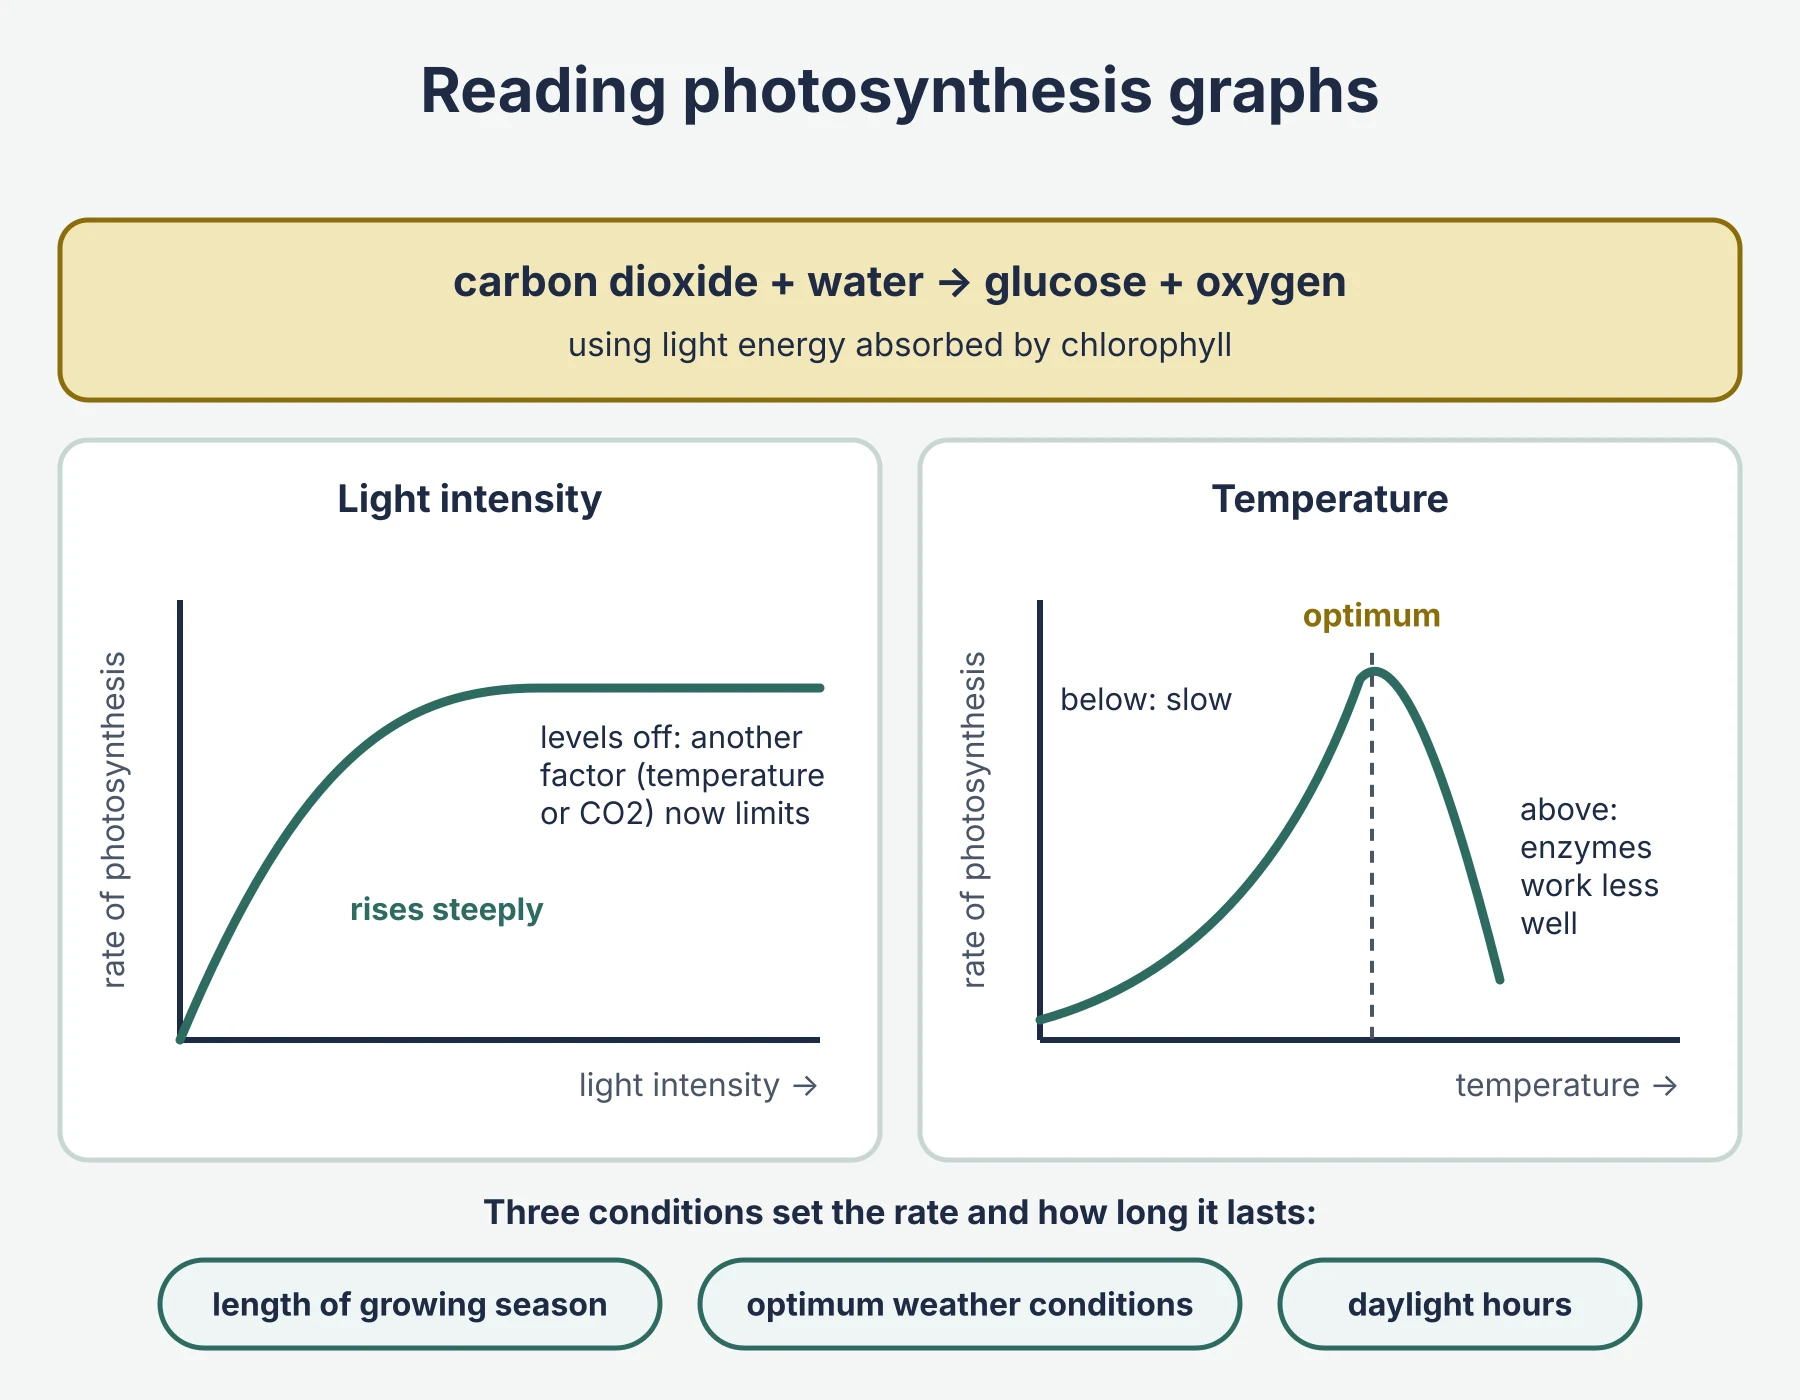 Reading photosynthesis graphs
carbon dioxide + water → glucose + oxygen
using light energy absorbed by chlorophyll
Light intensity
rate of photosynthesis
levels off: another
factor (temperature
or CO2) now limits
rises steeply
light intensity →
Temperature
rate of photosynthesis
optimum
below: slow
above:
enzymes
work less
well
temperature →
Three conditions set the rate and how long it lasts:
length of growing season
optimum weather conditions
daylight hours